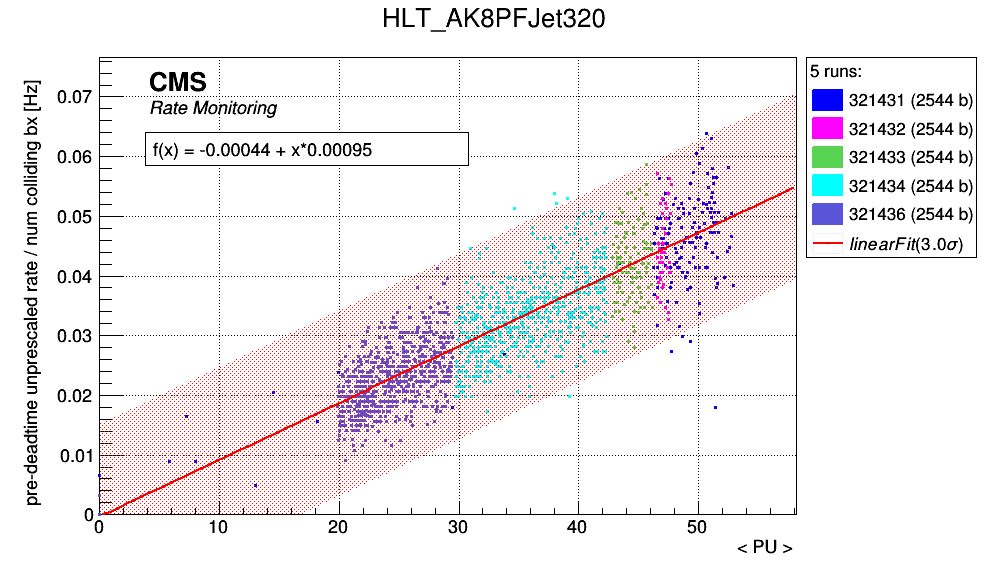 HLT_AK8PFJet320
CMS
Rate Monitoring
f(x) = -0.00044 + x*0.00095
pre-deadtime unprescaled rate / num colliding bx [Hz]
0.07
0.06
0.05
0.04
0.03
0.02
0.01
0
0 10 20 30 40 50
< PU >
5 runs:
321431 (2544 b)
321432 (2544 b)
321433 (2544 b)
321434 (2544 b)
321436 (2544 b)
linearFit(3.0σ)